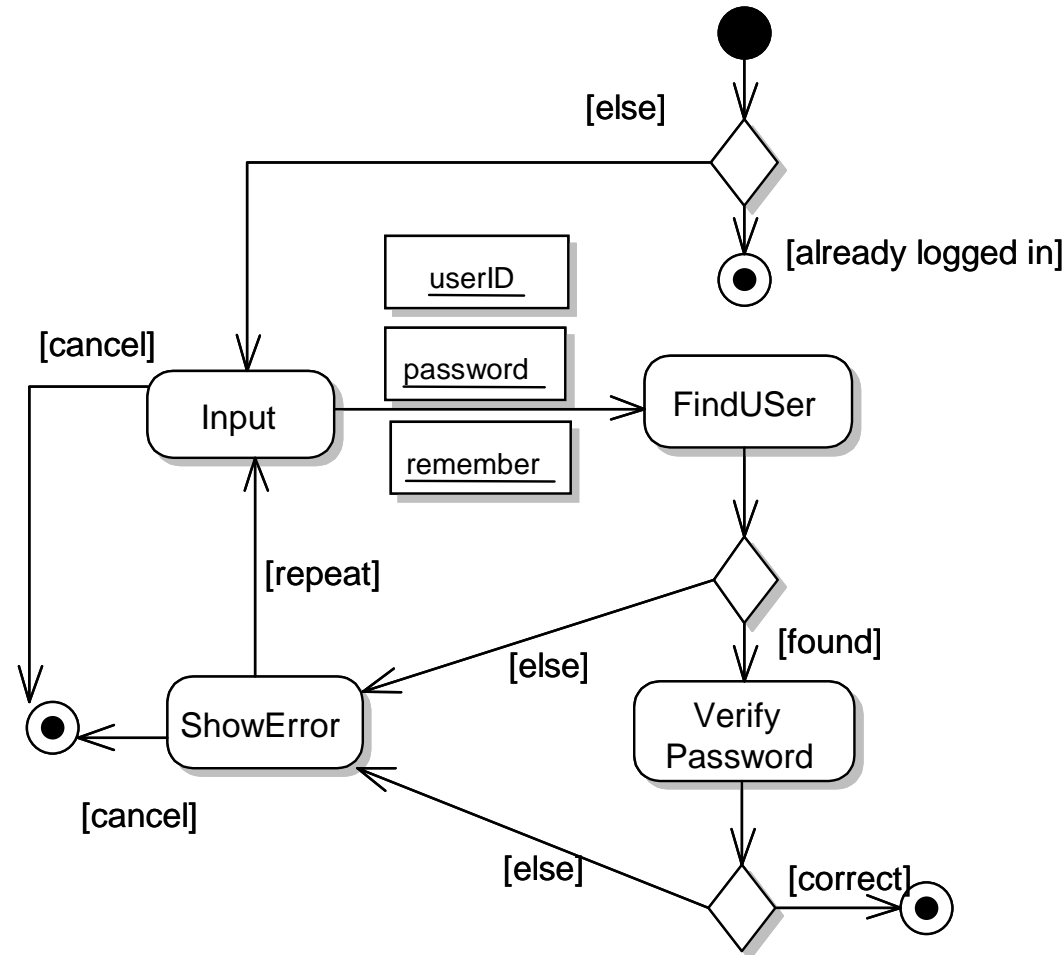 [else]
[already logged in]
userID
[cancel]
password
Input
FindUSer
remember
[repeat]
[found]
[else]
ShowError
Verify
Password
[cancel]
[else]
[correct]